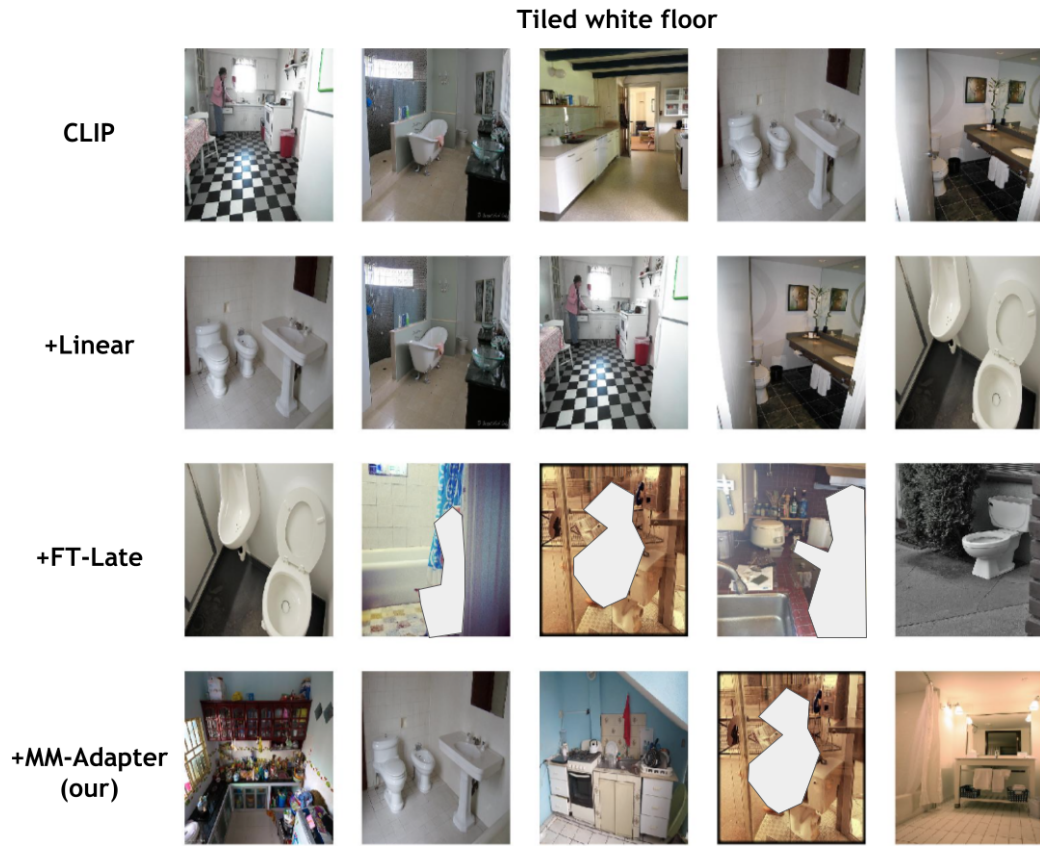 Tiled white floor
CLIP
+Linear
+FT-Late
+MM-Adapter
(our)